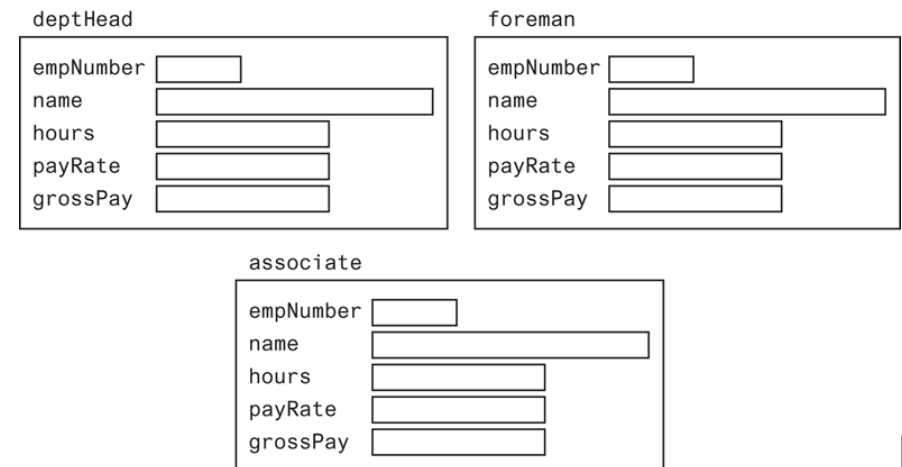 deptHead
empNumber
name
hours
payRate
grossPay
foreman
empNumber
name
hours
payRate
grossPay
associate
empNumber
name
hours
payRate
grossPay